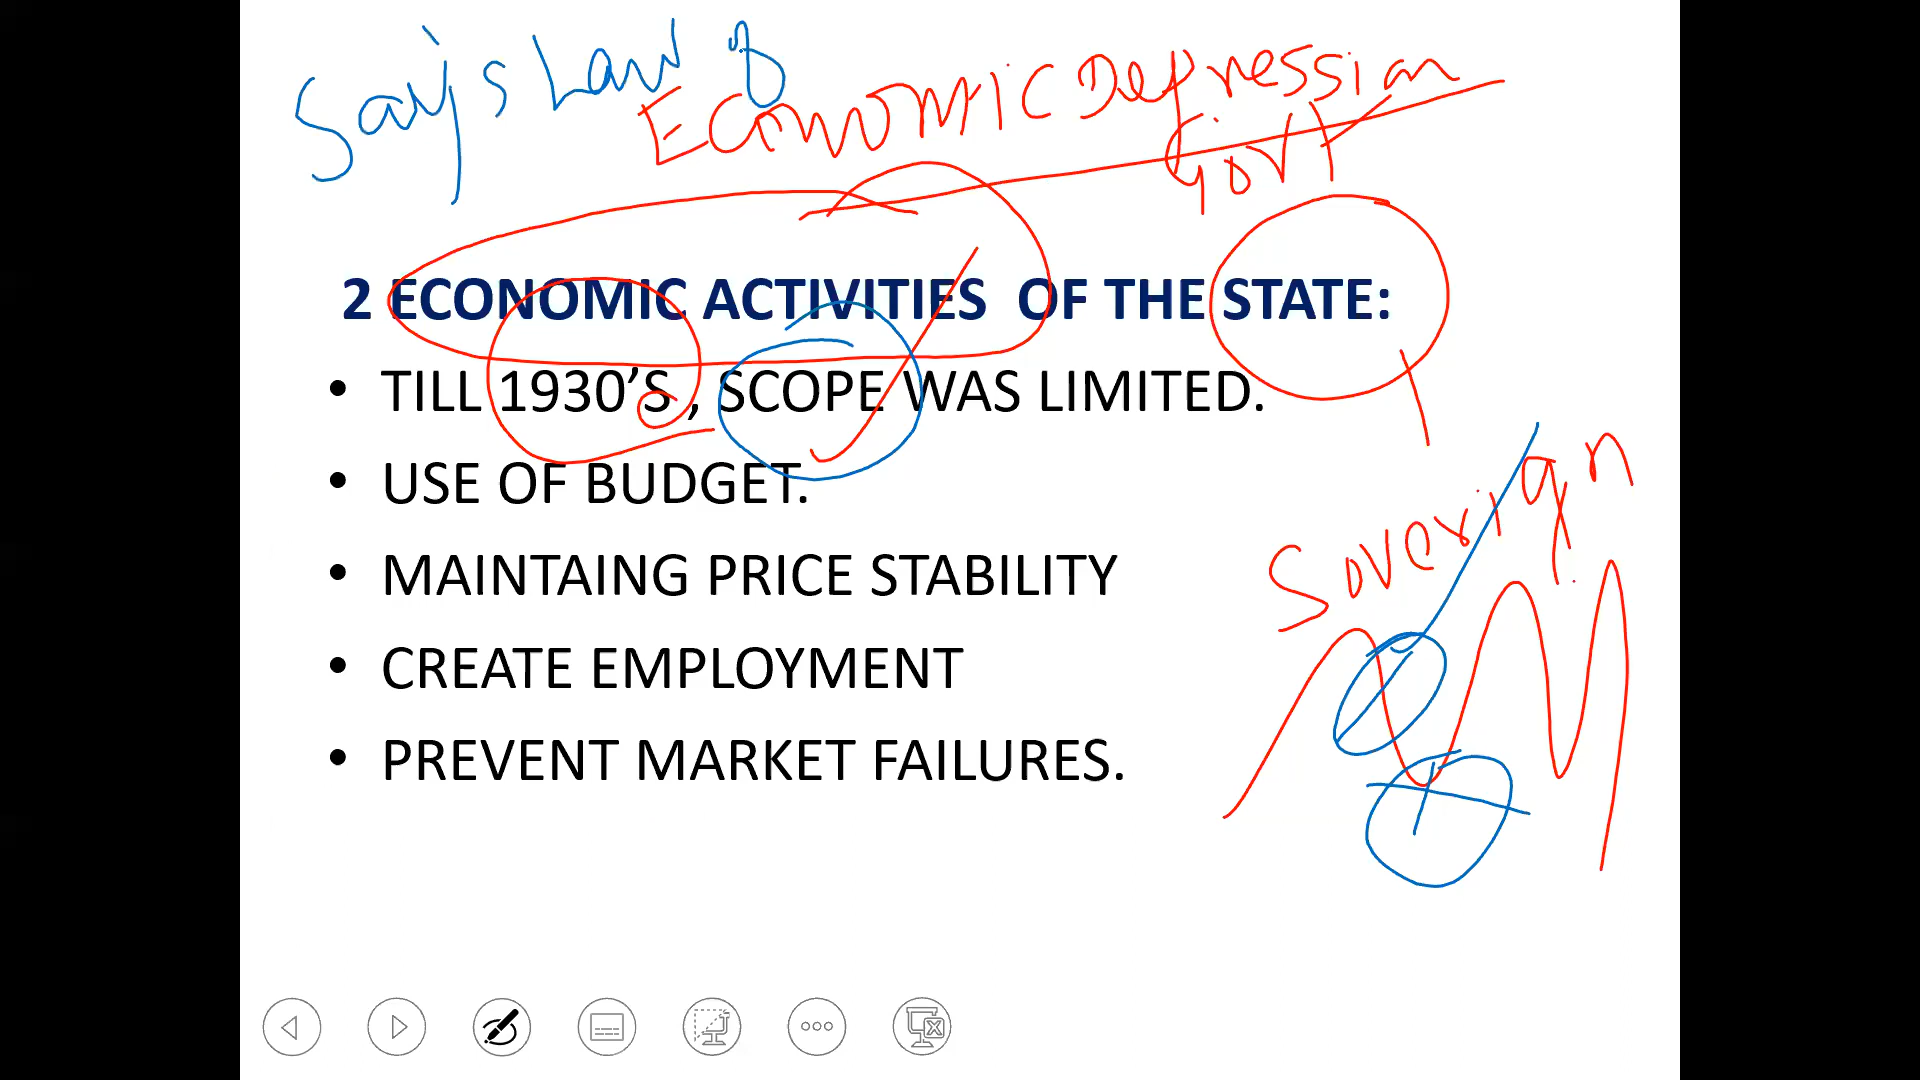 Say's Law of
Economic Depression
Govt
2 ECONOMIC ACTIVITIES OF THE STATE:
• TILL 1930’S , SCOPE WAS LIMITED.
• USE OF BUDGET.
• MAINTAING PRICE STABILITY
• CREATE EMPLOYMENT
• PREVENT MARKET FAILURES.
Soverign